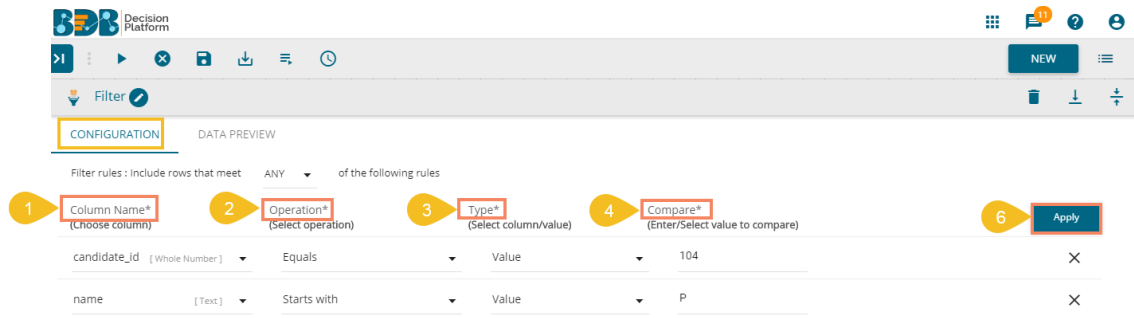 BDB Decision
Platform
11
NEW
Filter
CONFIGURATION DATA PREVIEW
Filter rules : Include rows that meet ANY of the following rules
1 Column Name* 2 Operation* 3 Type* 4 Compare* 6 Apply
(Choose column) (Select operation) (Select column/value) (Enter/Select value to compare)
candidate_id [ Whole Number ] Equals Value 104
name [ Text ] Starts with Value P